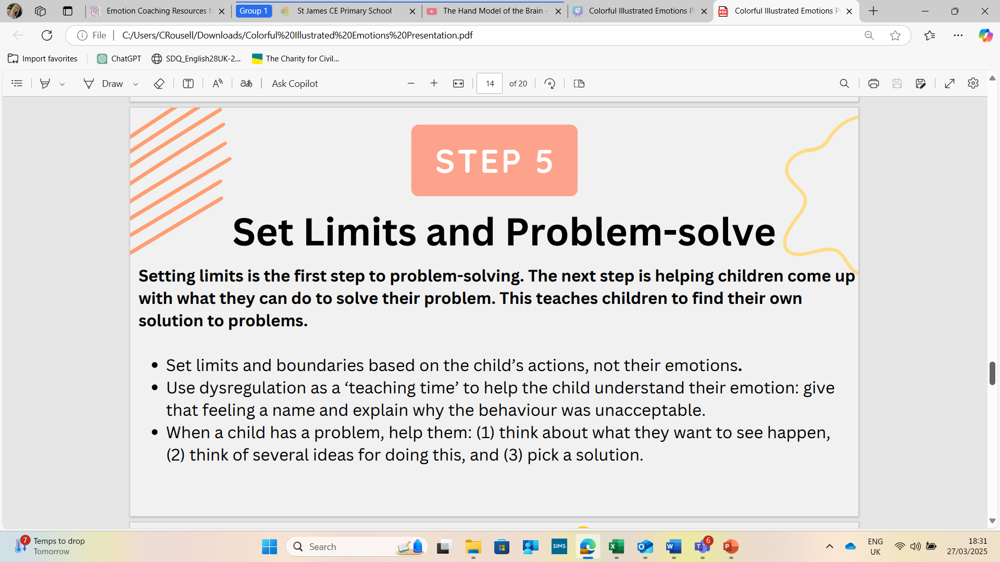 Emotion Coaching Resources f
Group 1
St James CE Primary School
The Hand Model of the Brain -
Colorful Illustrated Emotions P
Colorful Illustrated Emotions P
File
C:/Users/CRousell/Downloads/Colorful%20Illustrated%20Emotions%20Presentation.pdf
Import favorites
ChatGPT
SDQ_English28UK-2...
The Charity for Civil...
Draw
Ask Copilot
14 of 20
STEP 5
Set Limits and Problem-solve
Setting limits is the first step to problem-solving. The next step is helping children come up
with what they can do to solve their problem. This teaches children to find their own
solution to problems.
• Set limits and boundaries based on the child’s actions, not their emotions.
• Use dysregulation as a ‘teaching time’ to help the child understand their emotion: give
that feeling a name and explain why the behaviour was unacceptable.
• When a child has a problem, help them: (1) think about what they want to see happen,
(2) think of several ideas for doing this, and (3) pick a solution.
7
Temps to drop
Tomorrow
Search
SIMS
6
ENG
UK
18:31
27/03/2025